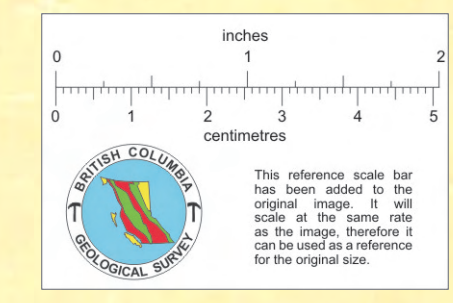 inches
0 1 2
0 1 2 3 4 5
centimetres
BRITISH COLUMBIA
GEOLOGICAL SURVEY
This reference scale bar
has been added to the
original image. It will
scale at the same rate
as the image, therefore it
can be used as a reference
for the original size.